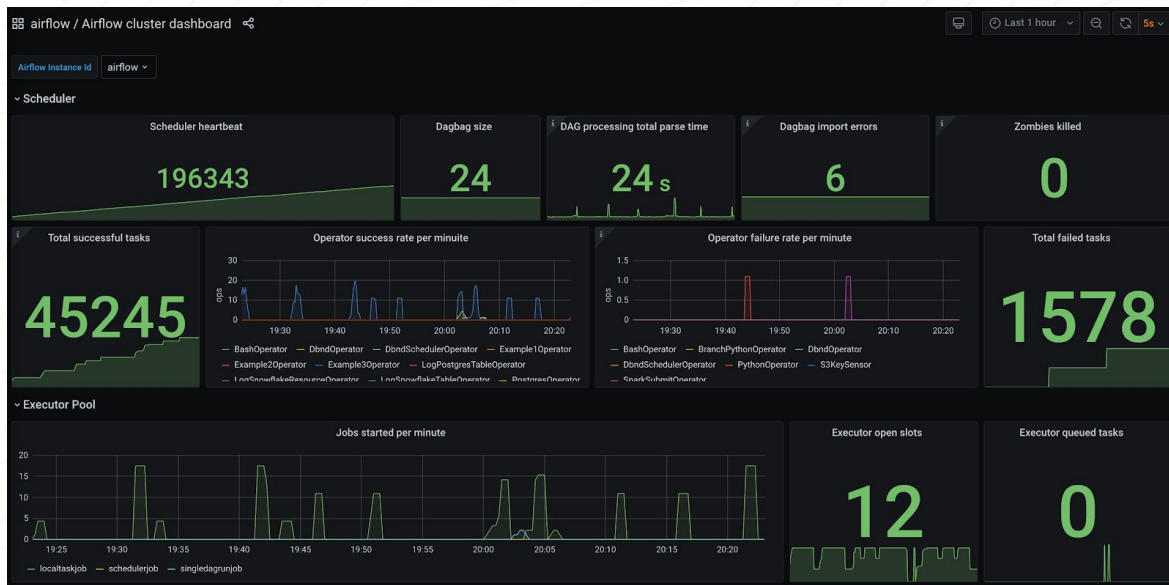 airflow / Airflow cluster dashboard
Last 1 hour
5s
Airflow Instance Id airflow
Scheduler
Scheduler heartbeat
196343
Dagbag size
24
DAG processing total parse time
24 s
Dagbag import errors
6
Zombies killed
0
Total successful tasks
45245
Operator success rate per minuite
ops
30
20
10
0
19:30 19:40 19:50 20:00 20:10 20:20
BashOperator DbndOperator DbndSchedulerOperator Example1Operator
Example2Operator Example3Operator LogPostgresTableOperator
LogSnowflakeResourceOperator LogSnowflakeTableOperator PostgresOperator
Operator failure rate per minute
ops
1.5
1.0
0.5
0
19:30 19:40 19:50 20:00 20:10 20:20
BashOperator BranchPythonOperator DbndOperator
DbndSchedulerOperator PythonOperator S3KeySensor
SparkSubmitOperator
Total failed tasks
1578
Executor Pool
Jobs started per minute
20
15
10
5
0
19:25 19:30 19:35 19:40 19:45 19:50 19:55 20:00 20:05 20:10 20:15 20:20
localtaskjob schedulerjob singledagrunjob
Executor open slots
12
Executor queued tasks
0